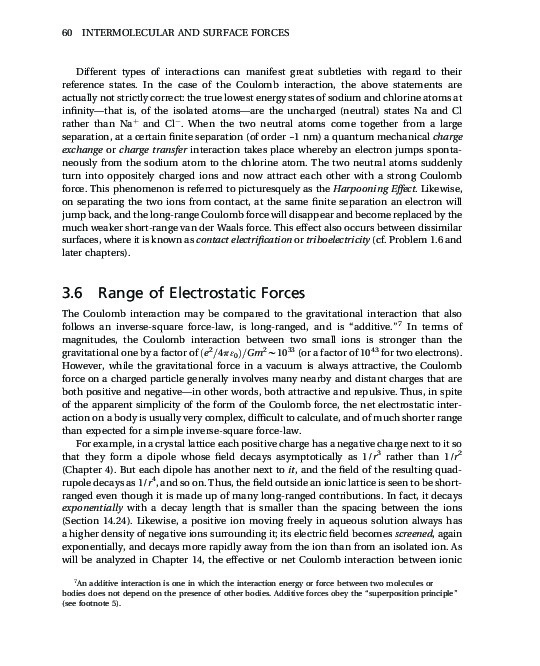 60 INTERMOLECULAR AND SURFACE FORCES
Different types of interactions can manifest great subtleties with regard to their
reference states. In the case of the Coulomb interaction, the above statements are
actually not strictly correct: the true lowest energy states of sodium and chlorine atoms at
infinity—that is, of the isolated atoms—are the uncharged (neutral) states Na and Cl
rather than Na⁺ and Cl⁻. When the two neutral atoms come together from a large
separation, at a certain finite separation (of order ~1 nm) a quantum mechanical charge
exchange or charge transfer interaction takes place whereby an electron jumps sponta-
neously from the sodium atom to the chlorine atom. The two neutral atoms suddenly
turn into oppositely charged ions and now attract each other with a strong Coulomb
force. This phenomenon is referred to picturesquely as the Harpooning Effect. Likewise,
on separating the two ions from contact, at the same finite separation an electron will
jump back, and the long-range Coulomb force will disappear and become replaced by the
much weaker short-range van der Waals force. This effect also occurs between dissimilar
surfaces, where it is known as contact electrification or triboelectricity (cf. Problem 1.6 and
later chapters).
3.6 Range of Electrostatic Forces
The Coulomb interaction may be compared to the gravitational interaction that also
follows an inverse-square force-law, is long-ranged, and is “additive.”⁷ In terms of
magnitudes, the Coulomb interaction between two small ions is stronger than the
gravitational one by a factor of (e²/4πε₀)/Gm² ~ 10³³ (or a factor of 10⁴³ for two electrons).
However, while the gravitational force in a vacuum is always attractive, the Coulomb
force on a charged particle generally involves many nearby and distant charges that are
both positive and negative—in other words, both attractive and repulsive. Thus, in spite
of the apparent simplicity of the form of the Coulomb force, the net electrostatic inter-
action on a body is usually very complex, difficult to calculate, and of much shorter range
than expected for a simple inverse-square force-law.
For example, in a crystal lattice each positive charge has a negative charge next to it so
that they form a dipole whose field decays asymptotically as 1/r³ rather than 1/r²
(Chapter 4). But each dipole has another next to it, and the field of the resulting quad-
rupole decays as 1/r⁴, and so on. Thus, the field outside an ionic lattice is seen to be short-
ranged even though it is made up of many long-ranged contributions. In fact, it decays
exponentially with a decay length that is smaller than the spacing between the ions
(Section 14.24). Likewise, a positive ion moving freely in aqueous solution always has
a higher density of negative ions surrounding it; its electric field becomes screened, again
exponentially, and decays more rapidly away from the ion than from an isolated ion. As
will be analyzed in Chapter 14, the effective or net Coulomb interaction between ionic
⁷An additive interaction is one in which the interaction energy or force between two molecules or
bodies does not depend on the presence of other bodies. Additive forces obey the “superposition principle”
(see footnote 5).